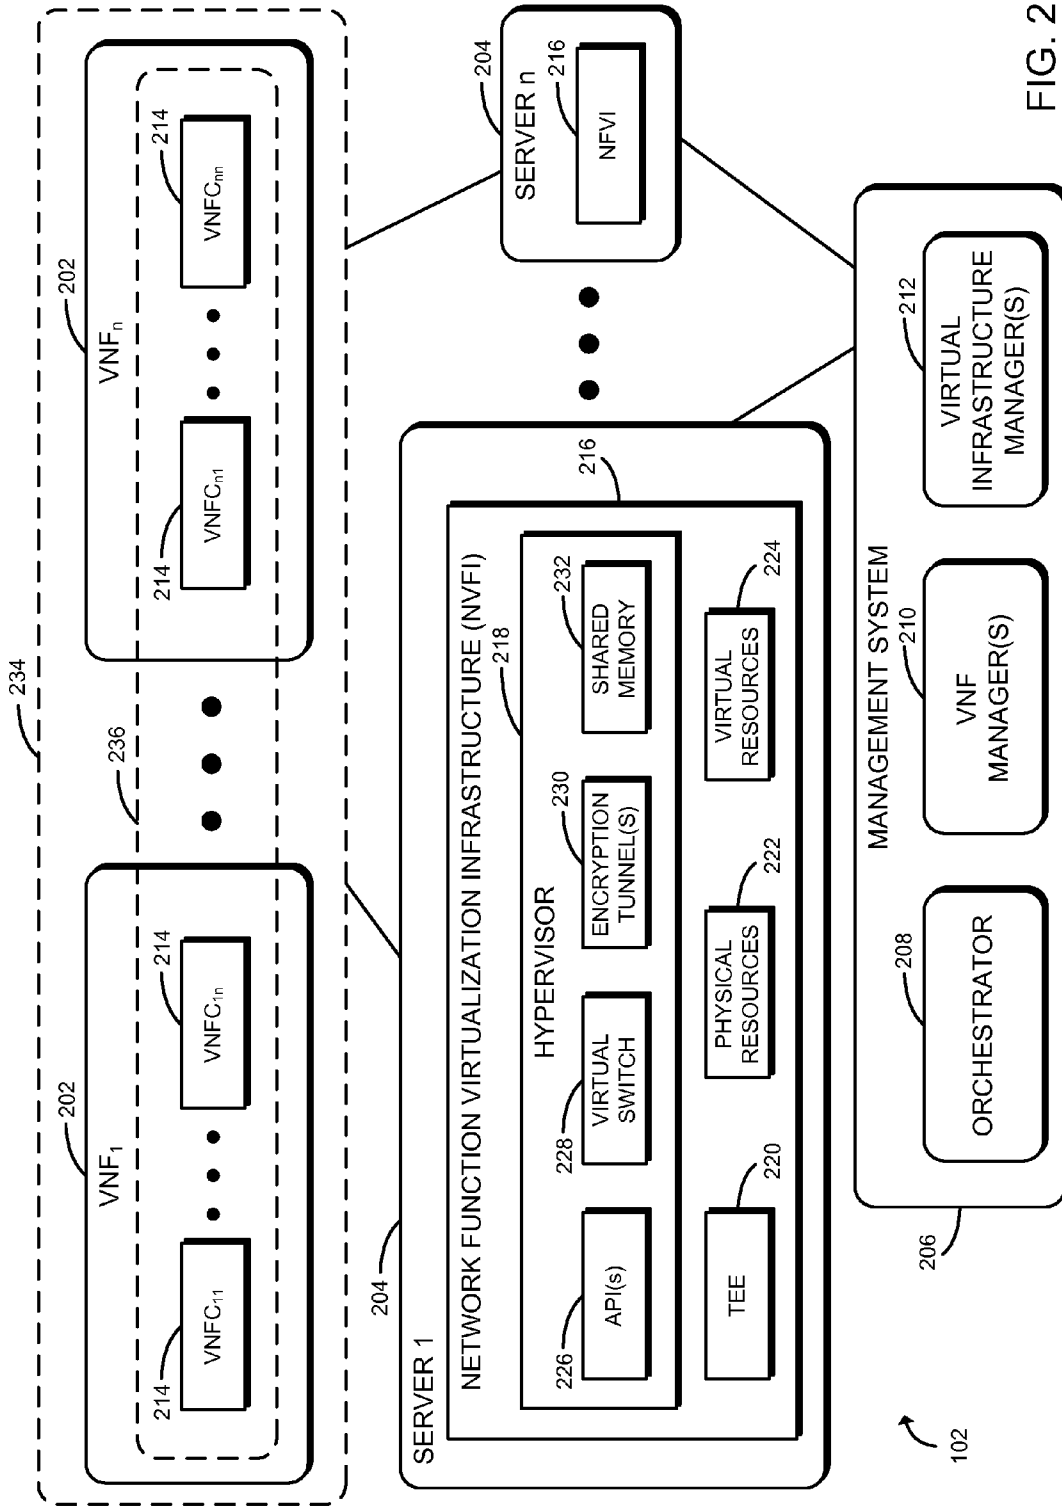 234
202
VNF1
214
VNFC11
214
VNFC1n
236
202
VNFn
214
VNFCn1
214
VNFCnn
204
SERVER 1
NETWORK FUNCTION VIRTUALIZATION INFRASTRUCTURE (NVFI)
216
HYPERVISOR
218
226
API(s)
228
VIRTUAL
SWITCH
230
ENCRYPTION
TUNNEL(S)
232
SHARED
MEMORY
220
TEE
222
PHYSICAL
RESOURCES
224
VIRTUAL
RESOURCES
204
SERVER n
216
NFVI
206
MANAGEMENT SYSTEM
208
ORCHESTRATOR
210
VNF
MANAGER(S)
212
VIRTUAL
INFRASTRUCTURE
MANAGER(S)
102
FIG. 2